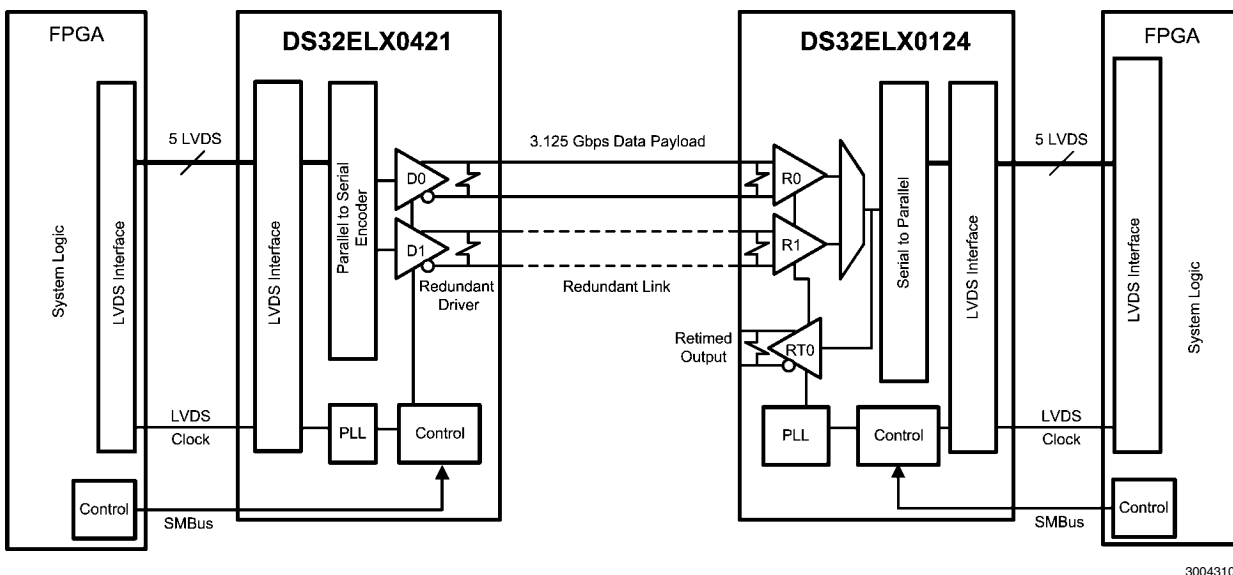 FPGA
DS32ELX0421
DS32ELX0124
FPGA
System Logic
LVDS Interface
5 LVDS
LVDS Interface
Parallel to Serial
Encoder
D0
D1
3.125 Gbps Data Payload
Redundant
Driver
Redundant Link
R0
R1
Retimed
Output
RT0
Serial to Parallel
LVDS Interface
5 LVDS
LVDS Interface
System Logic
LVDS
Clock
PLL
Control
PLL
Control
LVDS
Clock
Control
SMBus
SMBus
Control
3004310